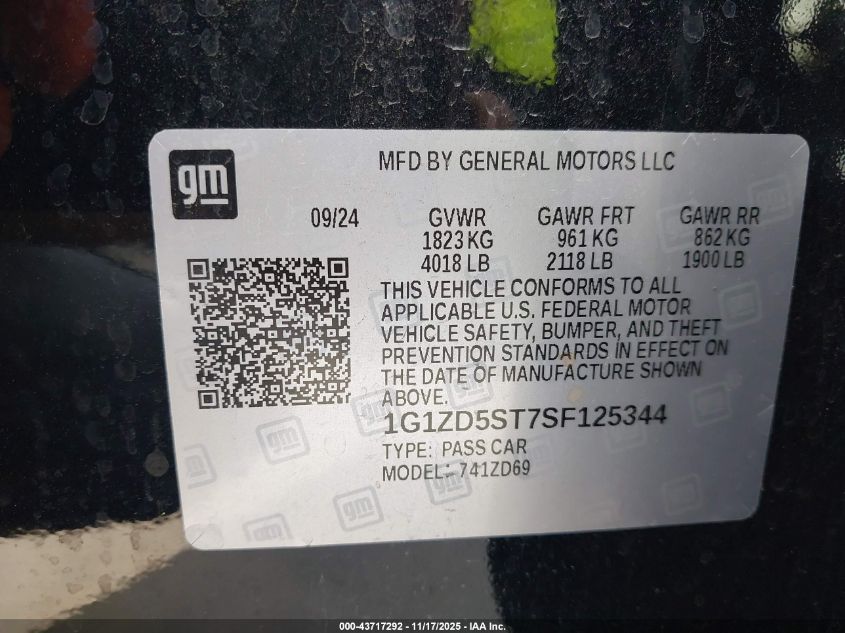 gm
MFD BY GENERAL MOTORS LLC
09/24 GVWR GAWR FRT GAWR RR
1823 KG 961 KG 862 KG
4018 LB 2118 LB 1900 LB
THIS VEHICLE CONFORMS TO ALL
APPLICABLE U.S. FEDERAL MOTOR
VEHICLE SAFETY, BUMPER, AND THEFT
PREVENTION STANDARDS IN EFFECT ON
THE DATE OF MANUFACTURE SHOWN
ABOVE.
1G1ZD5ST7SF125344
TYPE: PASS CAR
MODEL: 741ZD69
000-43717292 - 11/17/2025 - IAA Inc.